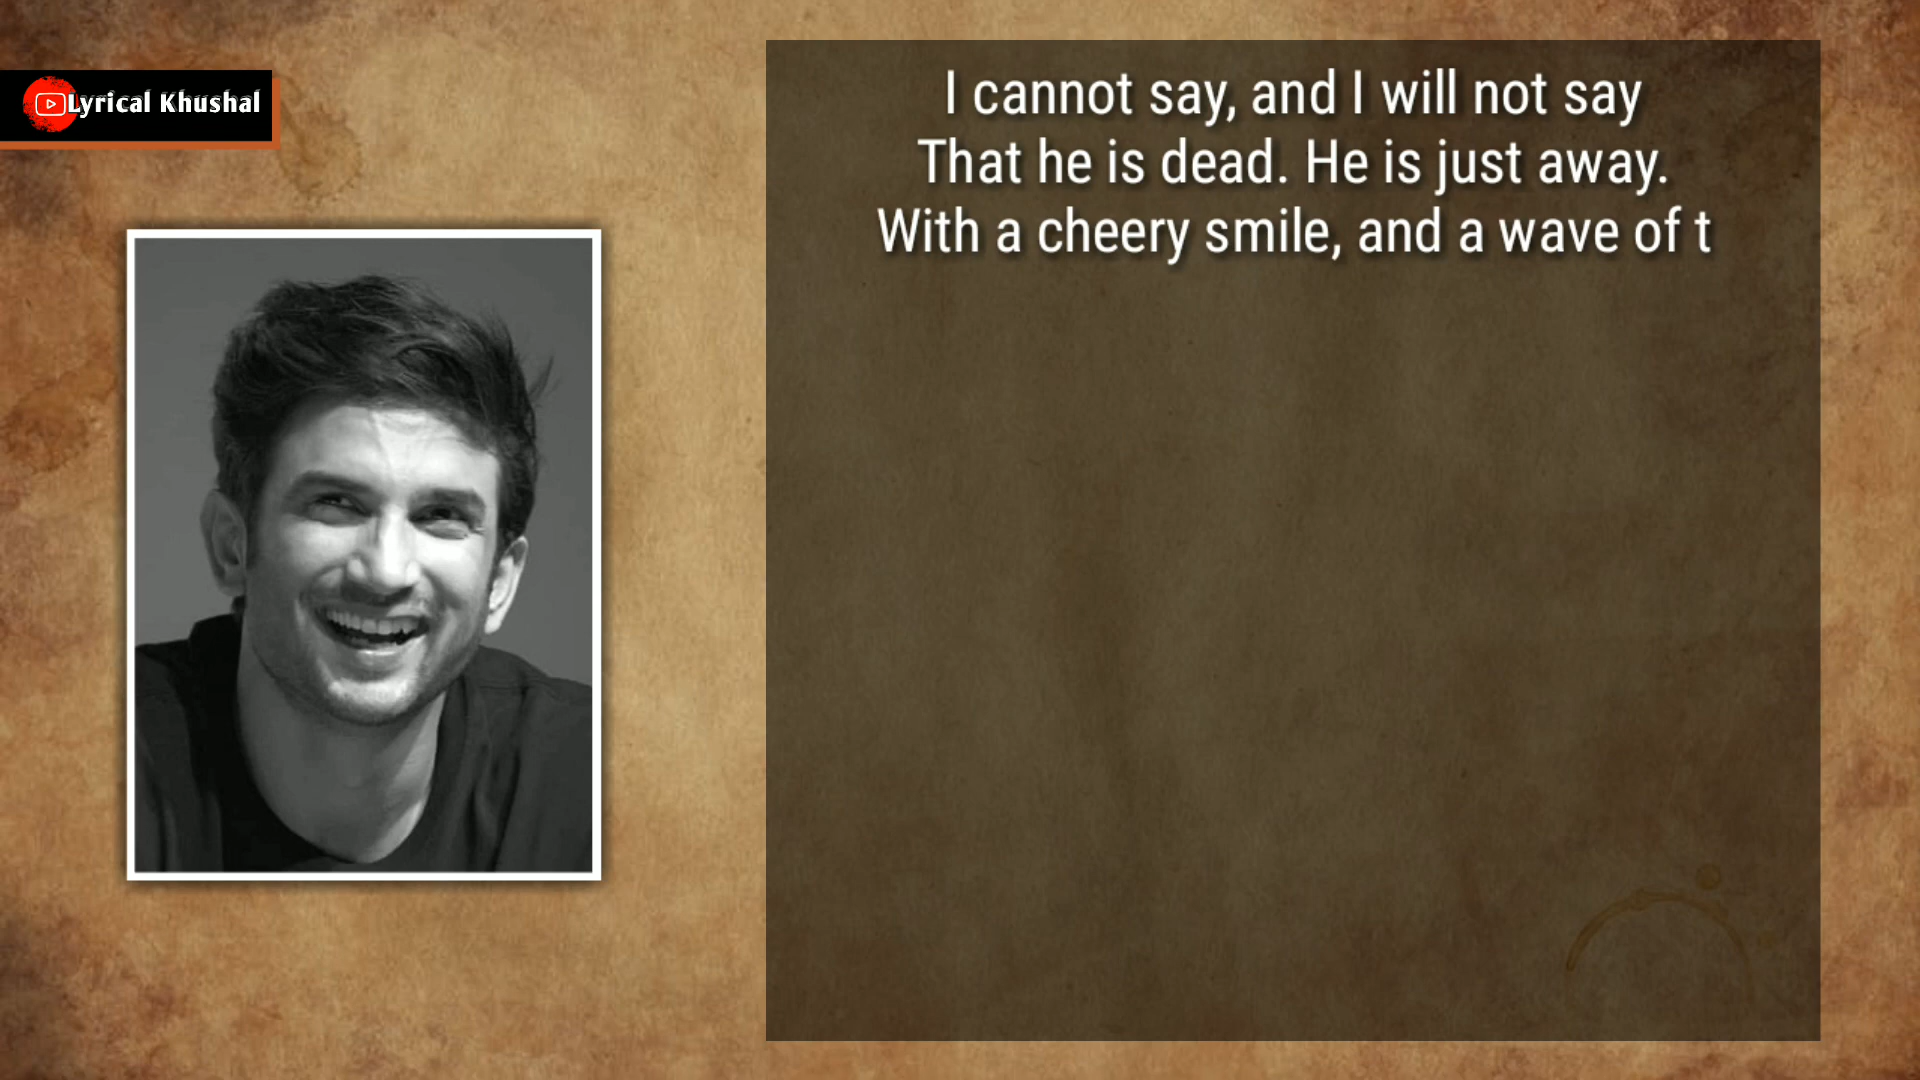 Lyrical Khushal
I cannot say, and I will not say
That he is dead. He is just away.
With a cheery smile, and a wave of t